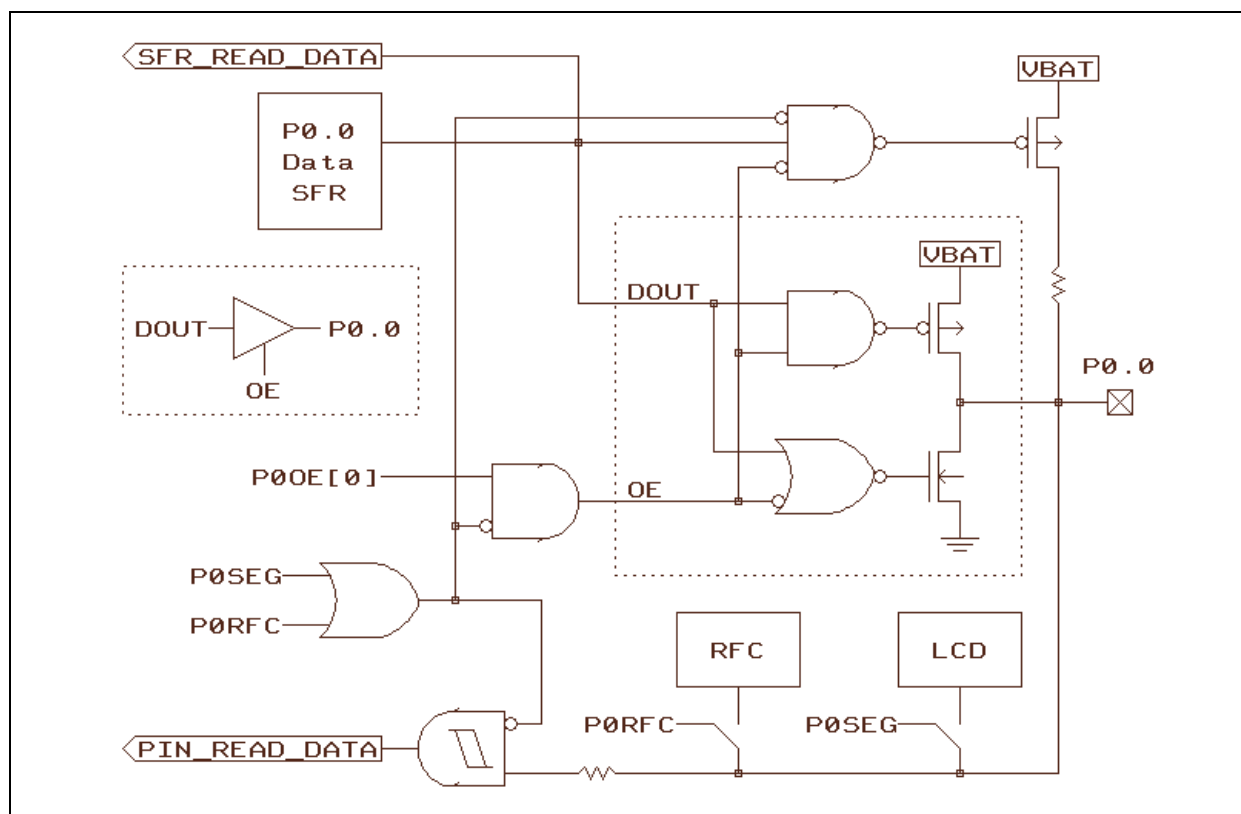 SFR_READ_DATA
VBAT
P0.0
Data
SFR
VBAT
DOUT
DOUT
P0.0
OE
P0.0
P0OE[0]
OE
P0SEG
P0RFC
RFC
LCD
P0RFC
P0SEG
PIN_READ_DATA